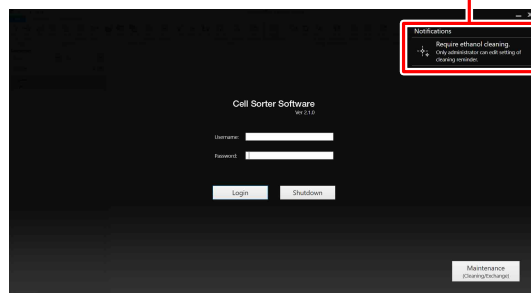 Notifications
Require ethanol cleaning.
Only administrator can edit setting of
cleaning reminder.
Cell Sorter Software
Ver 2.1.0
Username:
Password:
Login
Shutdown
Maintenance
(Cleaning/Exchange)